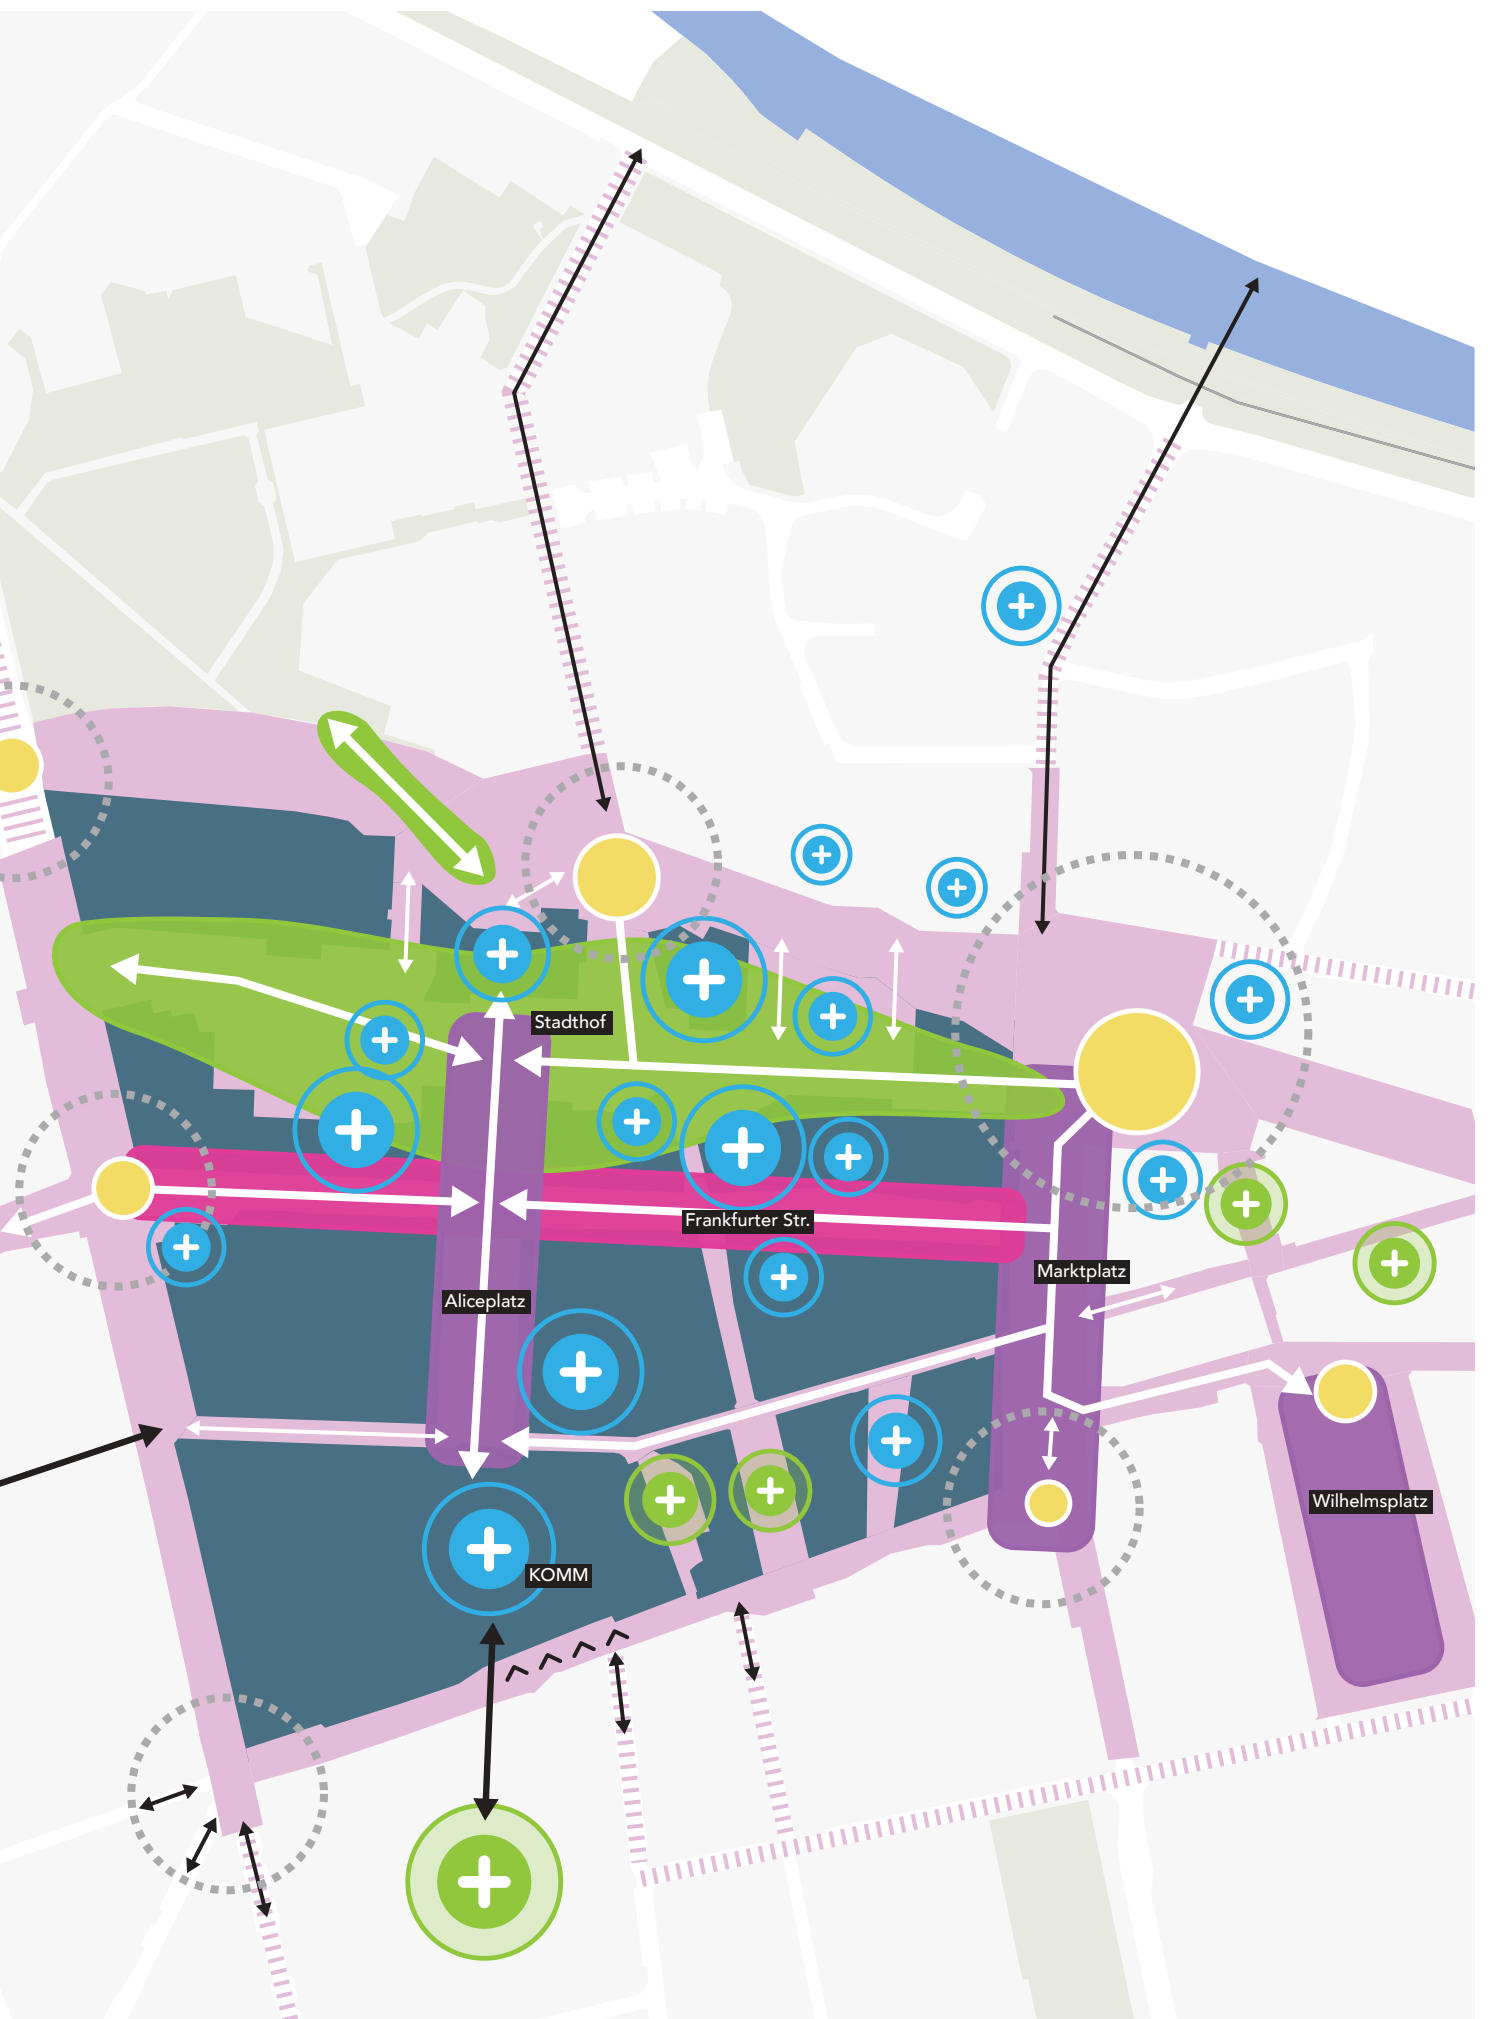 Stadthof
Frankfurter Str.
Marktplatz
Aliceplatz
Wilhelmsplatz
KOMM